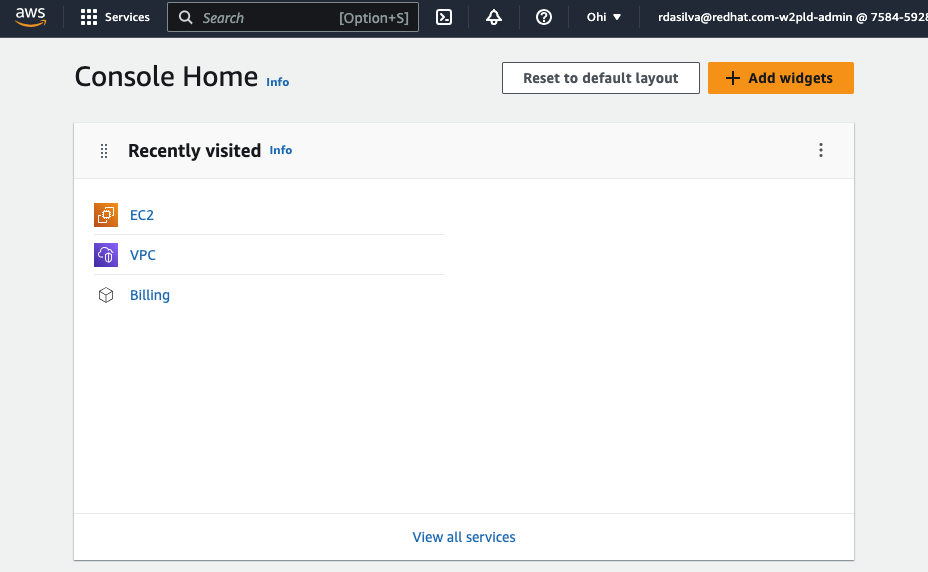 aws Services Search [Option+S] Ohi rdasilva@redhat.com-w2pld-admin @ 7584-5928
Console Home Info Reset to default layout Add widgets
Recently visited Info
EC2
VPC
Billing
View all services